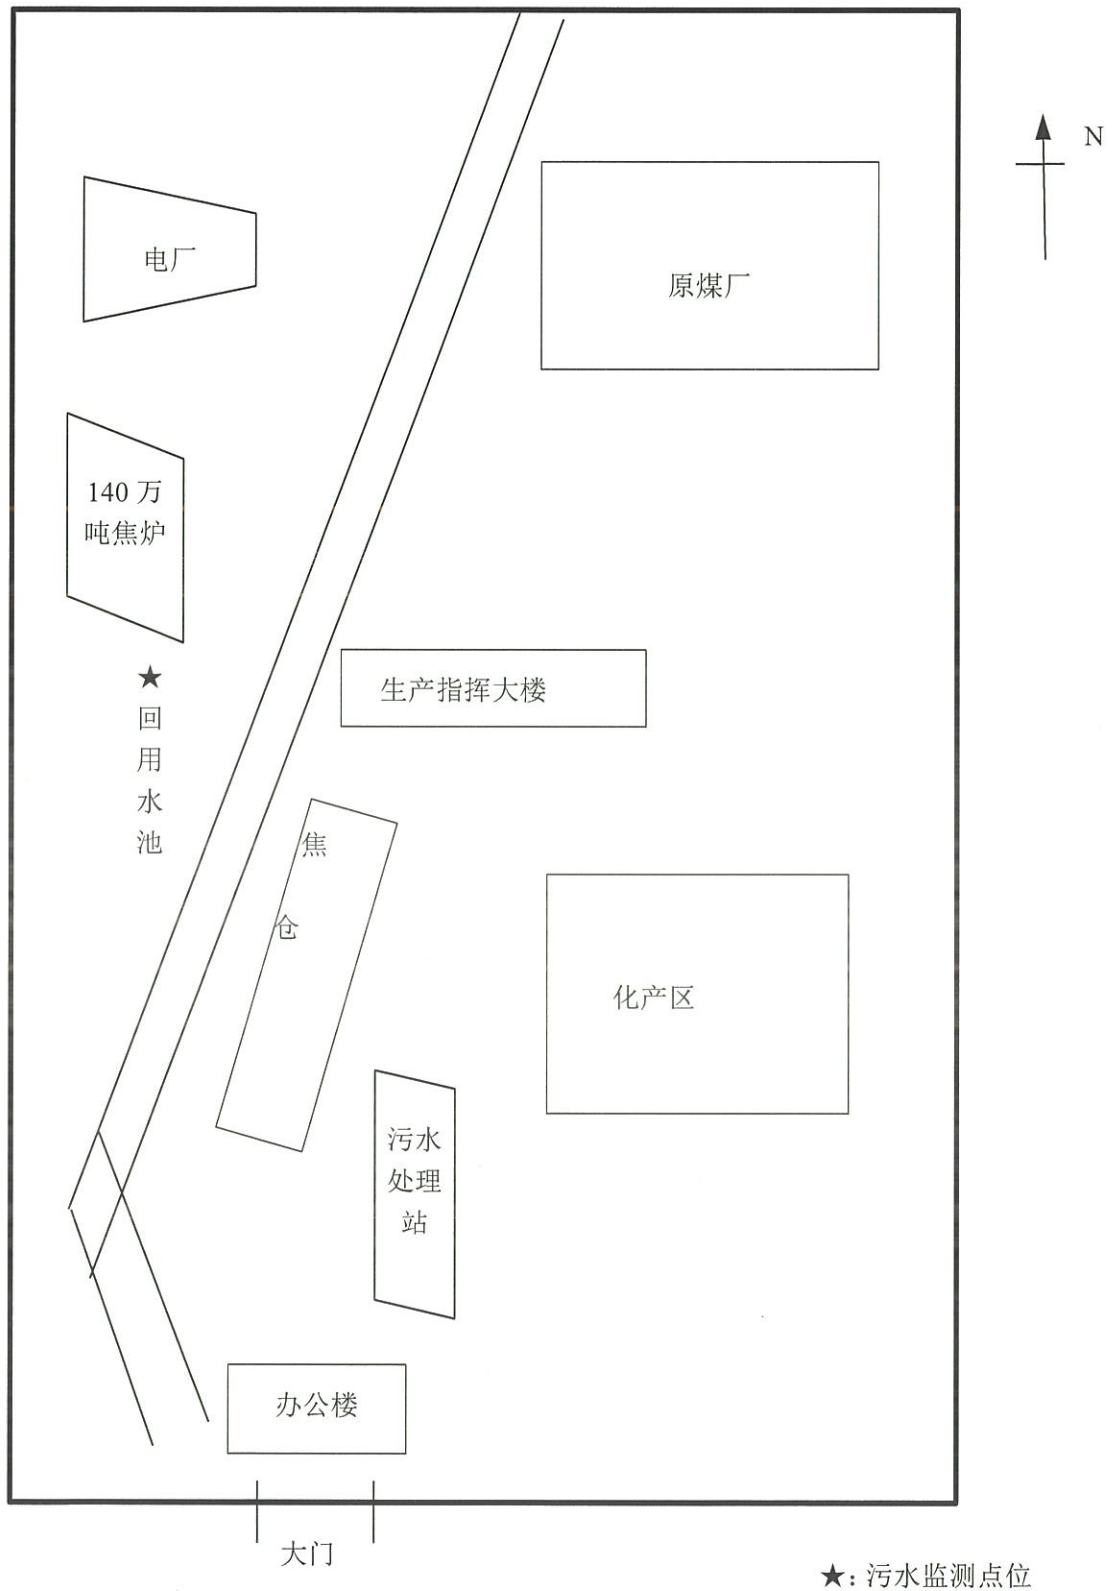 N
电厂
原煤厂
140 万
吨焦炉
生产指挥大楼
★
回
用
水
池
焦
仓
化产区
污水
处理
站
办公楼
大门
★: 污水监测点位